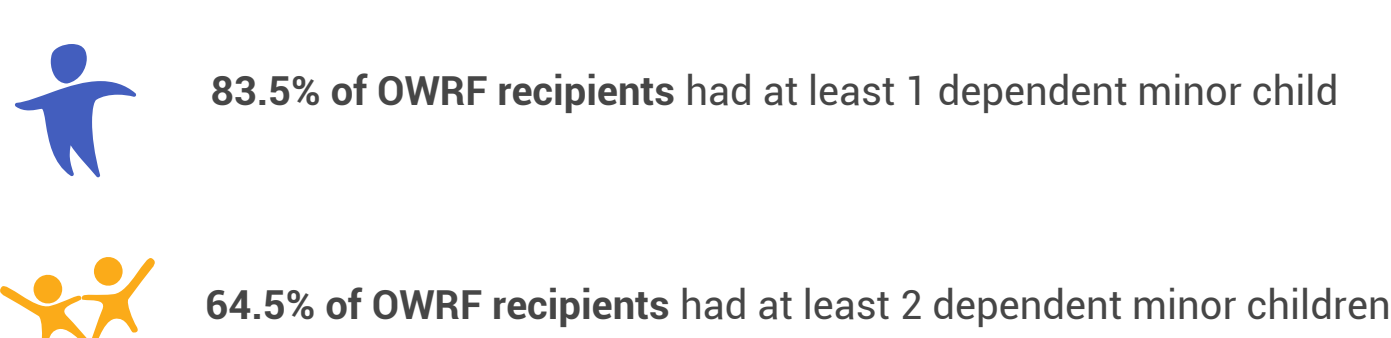 83.5% of OWRF recipients had at least 1 dependent minor child
64.5% of OWRF recipients had at least 2 dependent minor children